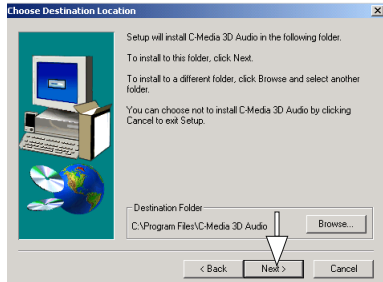 Choose Destination Location
Setup will install C-Media 3D Audio in the following folder.
To install to this folder, click Next.
To install to a different folder, click Browse and select another
folder.
You can choose not to install C-Media 3D Audio by clicking
Cancel to exit Setup.
Destination Folder
C:\Program Files\C-Media 3D Audio
Browse...
< Back
Next >
Cancel